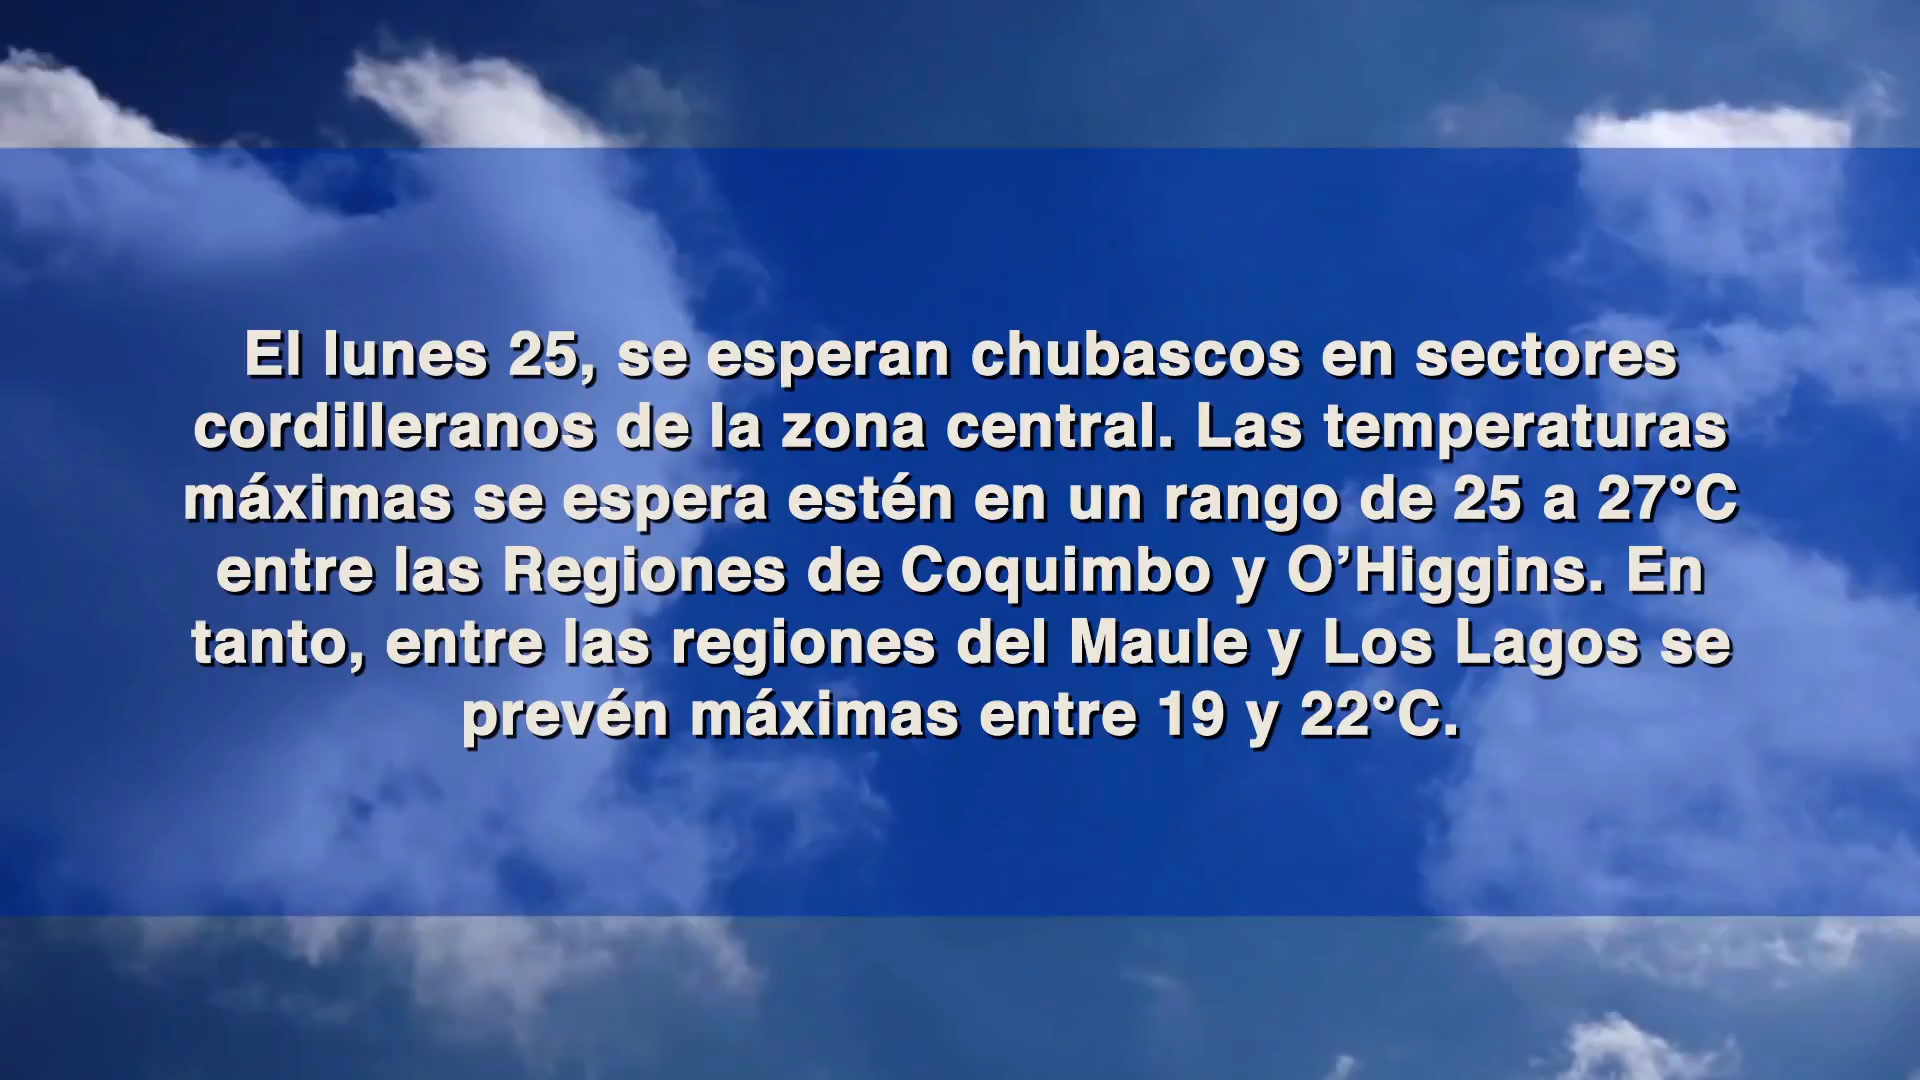 El lunes 25, se esperan chubascos en sectores
cordilleranos de la zona central. Las temperaturas
máximas se espera estén en un rango de 25 a 27°C
entre las Regiones de Coquimbo y O’Higgins. En
tanto, entre las regiones del Maule y Los Lagos se
prevén máximas entre 19 y 22°C.